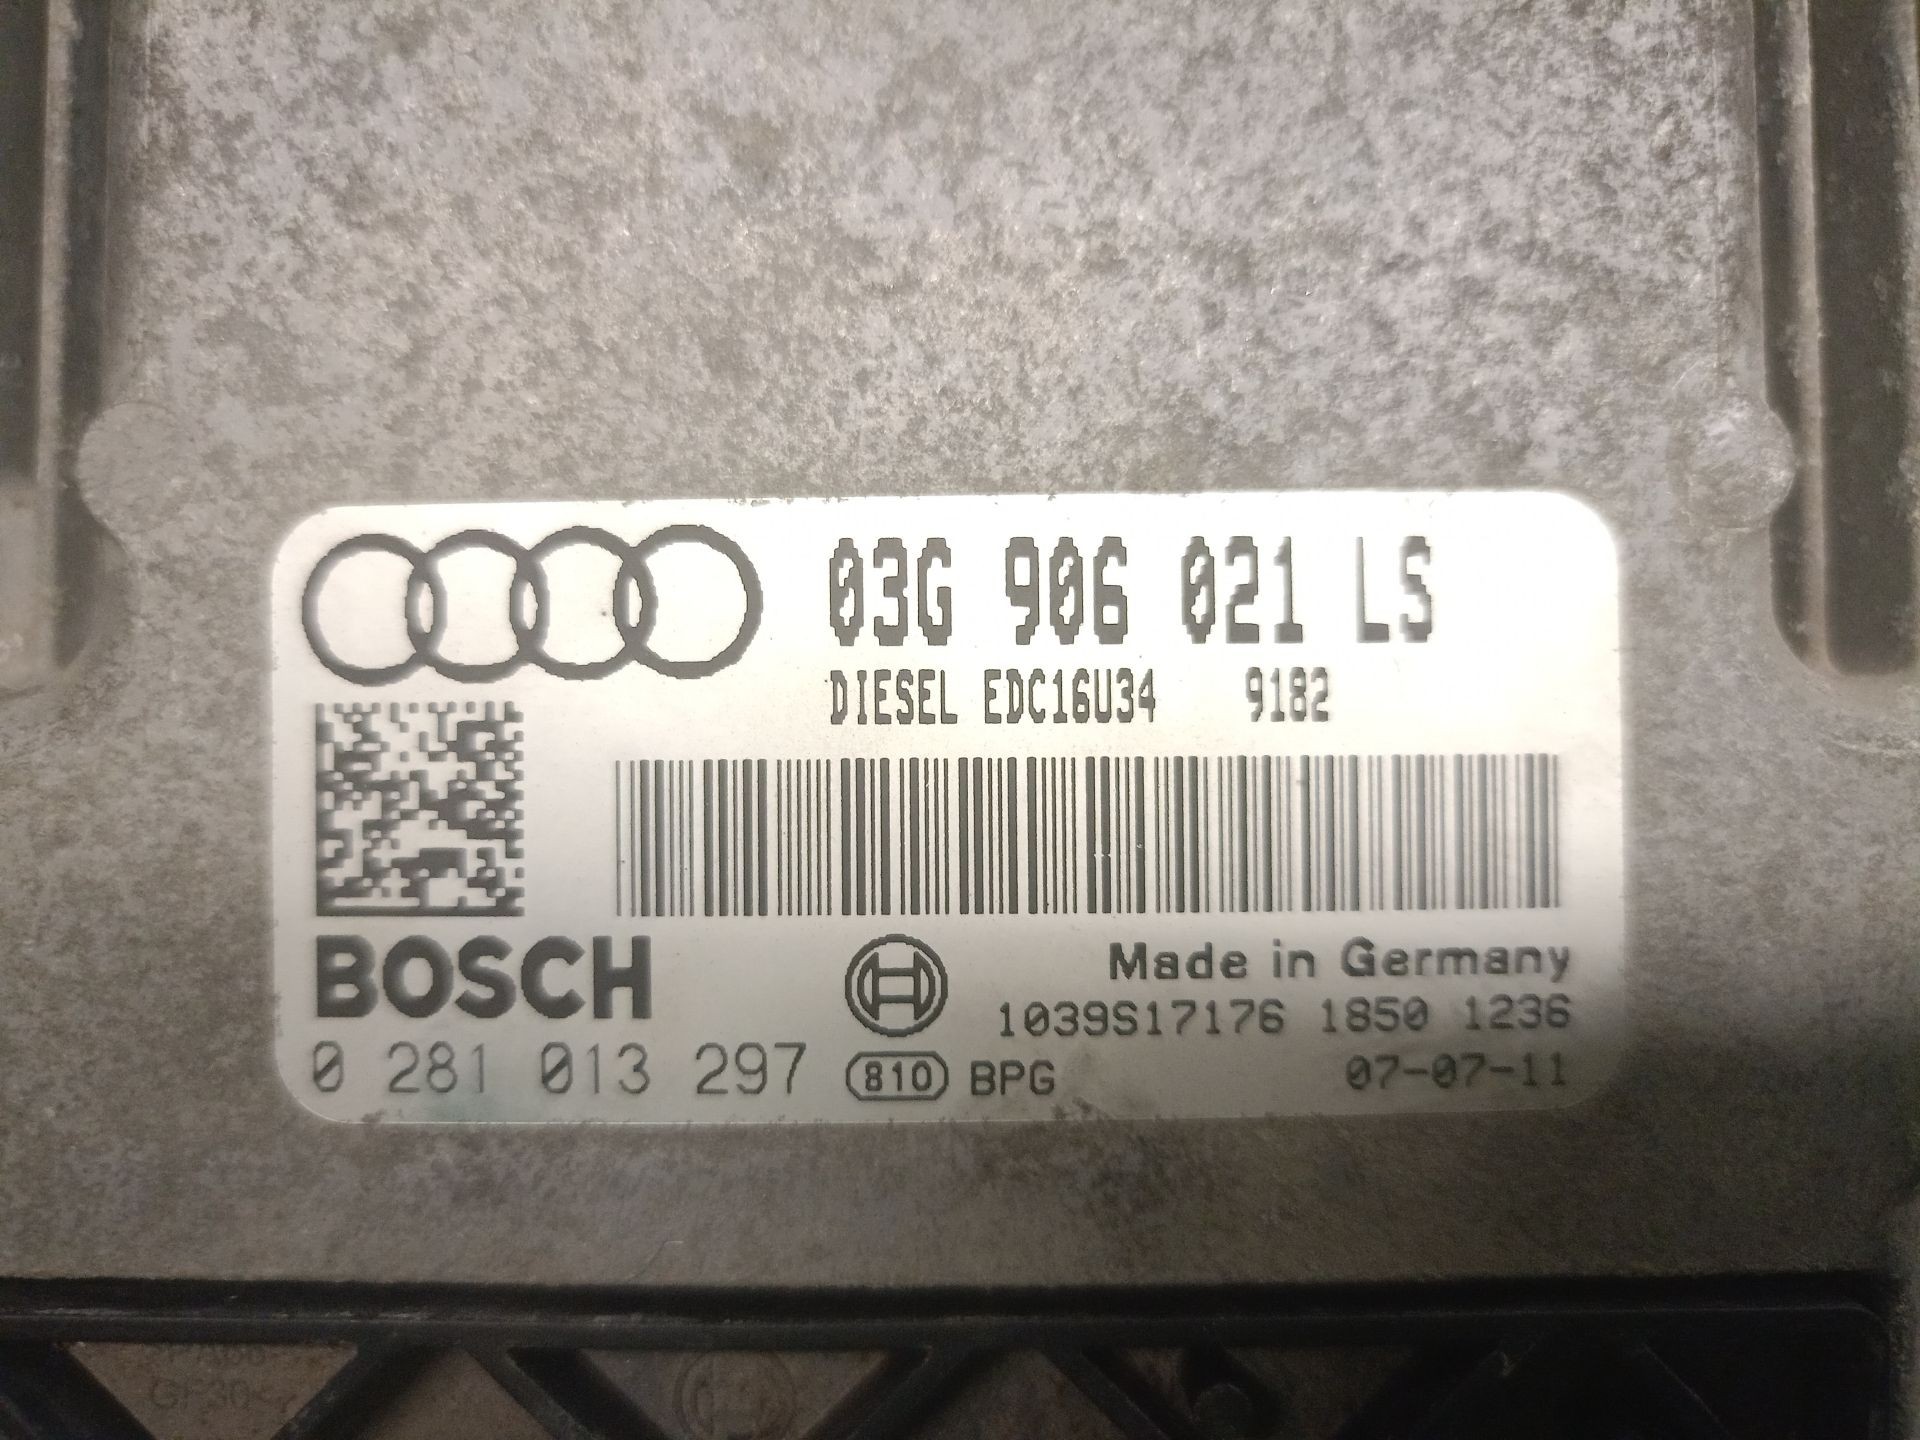 03G 906 021 LS
DIESEL EDC16U34 9182
BOSCH
Made in Germany
1039S17176 1850 1236
0 281 013 297
810 BPG
07-07-11
GF30